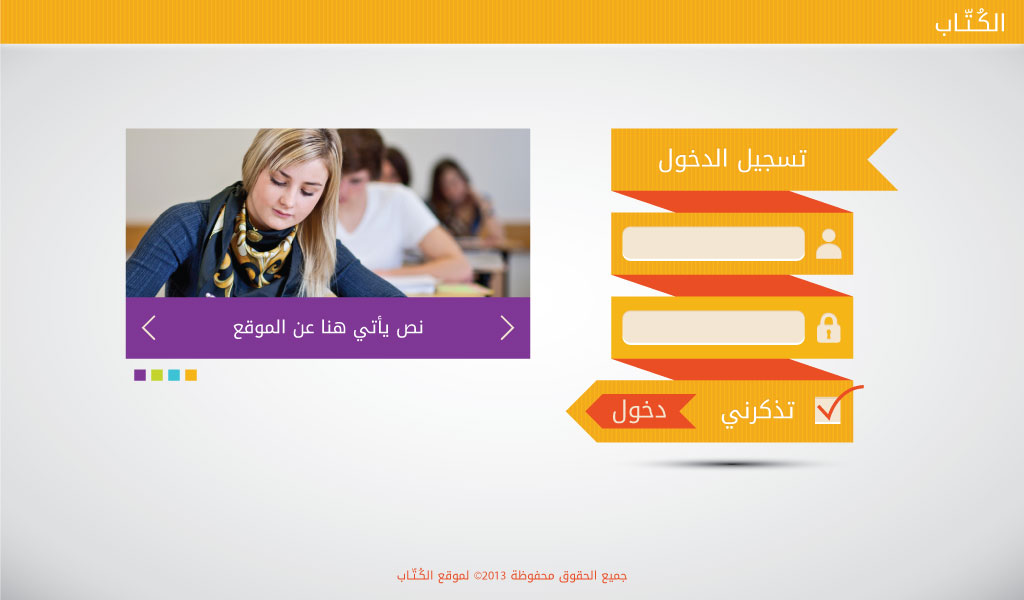 الكُتّاب
تسجيل الدخول
تذكرني
دخول
نص يأتي هنا عن الموقع
جميع الحقوق محفوظة 2013© لموقع الكُتّاب